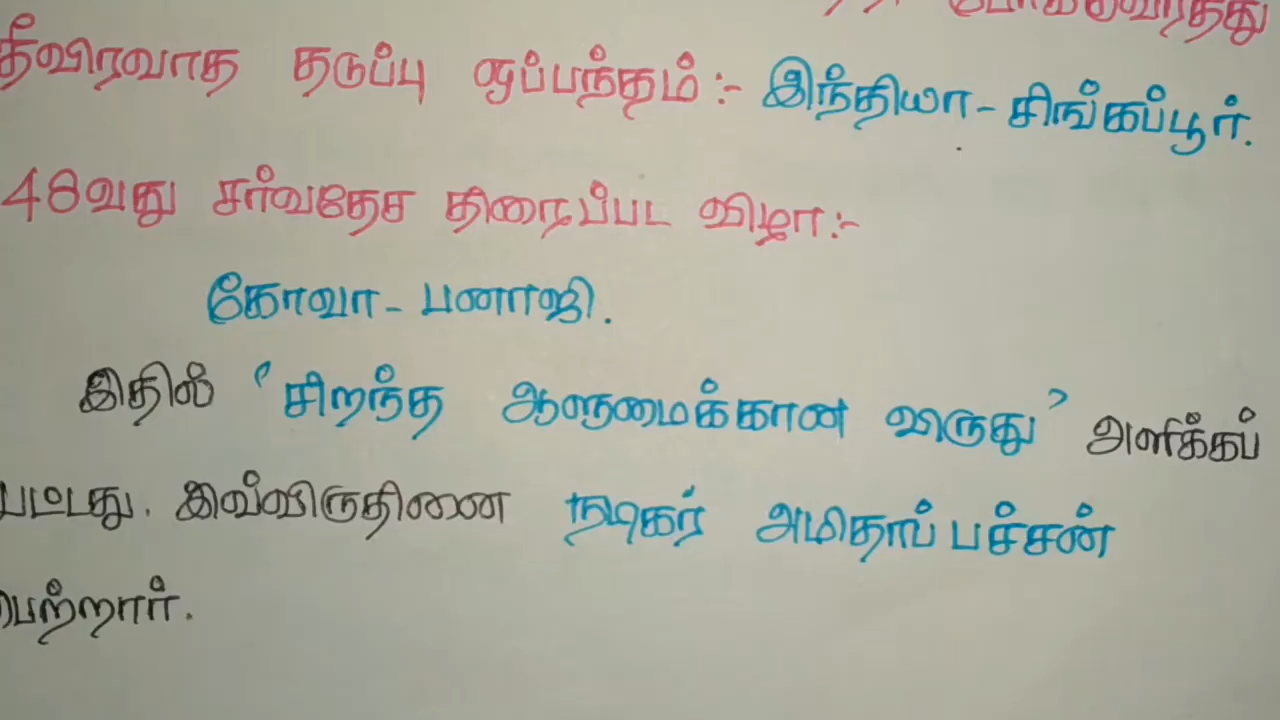 போக்குவரத்து
தீவிரவாத தடுப்பு ஒப்பந்தம் :- இந்தியா - சிங்கப்பூர்.
48வது சர்வதேச திரைப்பட விழா :-
கோவா - பனாஜி.
இதில் 'சிறந்த ஆளுமைக்கான விருது' அளிக்கப்
பட்டது. இவ்விருதினை நடிகர் அமிதாப் பச்சன்
பெற்றார்.